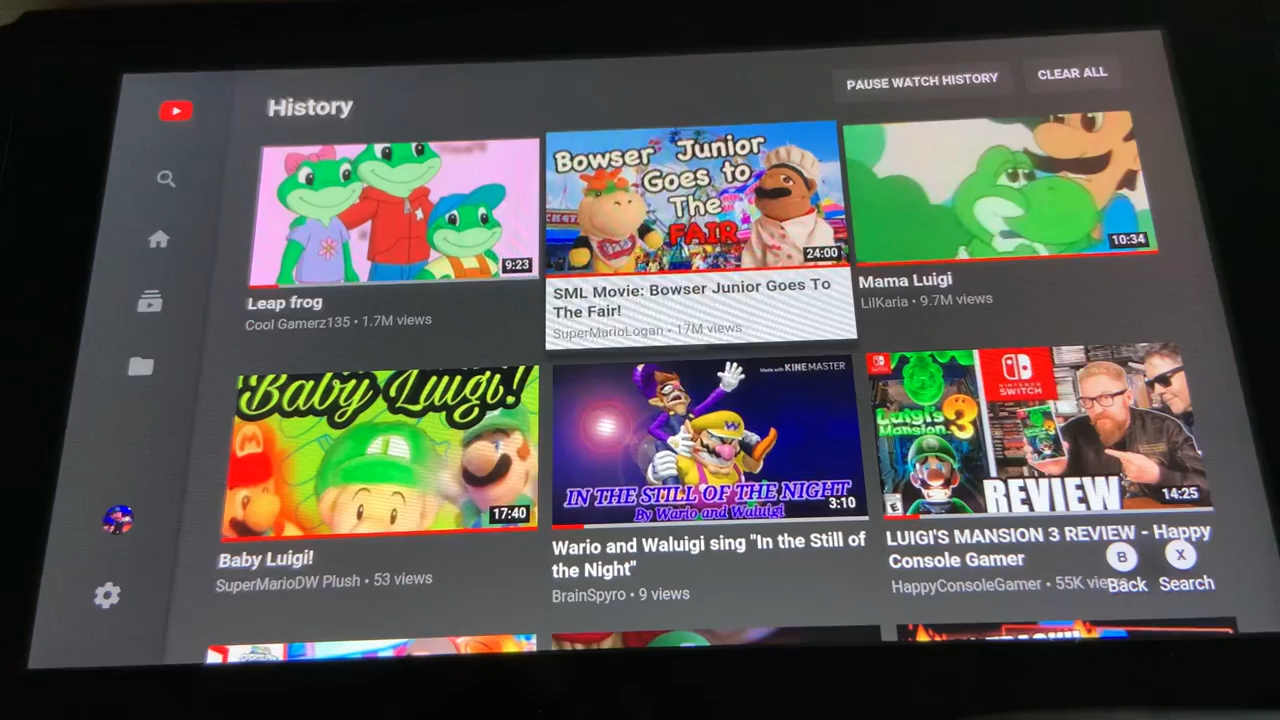 History
PAUSE WATCH HISTORY
CLEAR ALL
9:23
Leap frog
Cool Gamerz135 • 1.7M views
Bowser Junior
Goes to
The
FAIR
24:00
SML Movie: Bowser Junior Goes To
The Fair!
SuperMarioLogan • 17M views
10:34
Mama Luigi
LilKaria • 9.7M views
Baby Luigi!
17:40
Baby Luigi!
SuperMarioDW Plush • 53 views
Made with KINEMASTER
IN THE STILL OF THE NIGHT
By Wario and Waluigi
3:10
Wario and Waluigi sing "In the Still of
the Night"
BrainSpyro • 9 views
NINTENDO
SWITCH
Luigi's
Mansion 3
REVIEW
14:25
LUIGI'S MANSION 3 REVIEW - Happy
Console Gamer
HappyConsoleGamer • 55K views
B
Back
X
Search